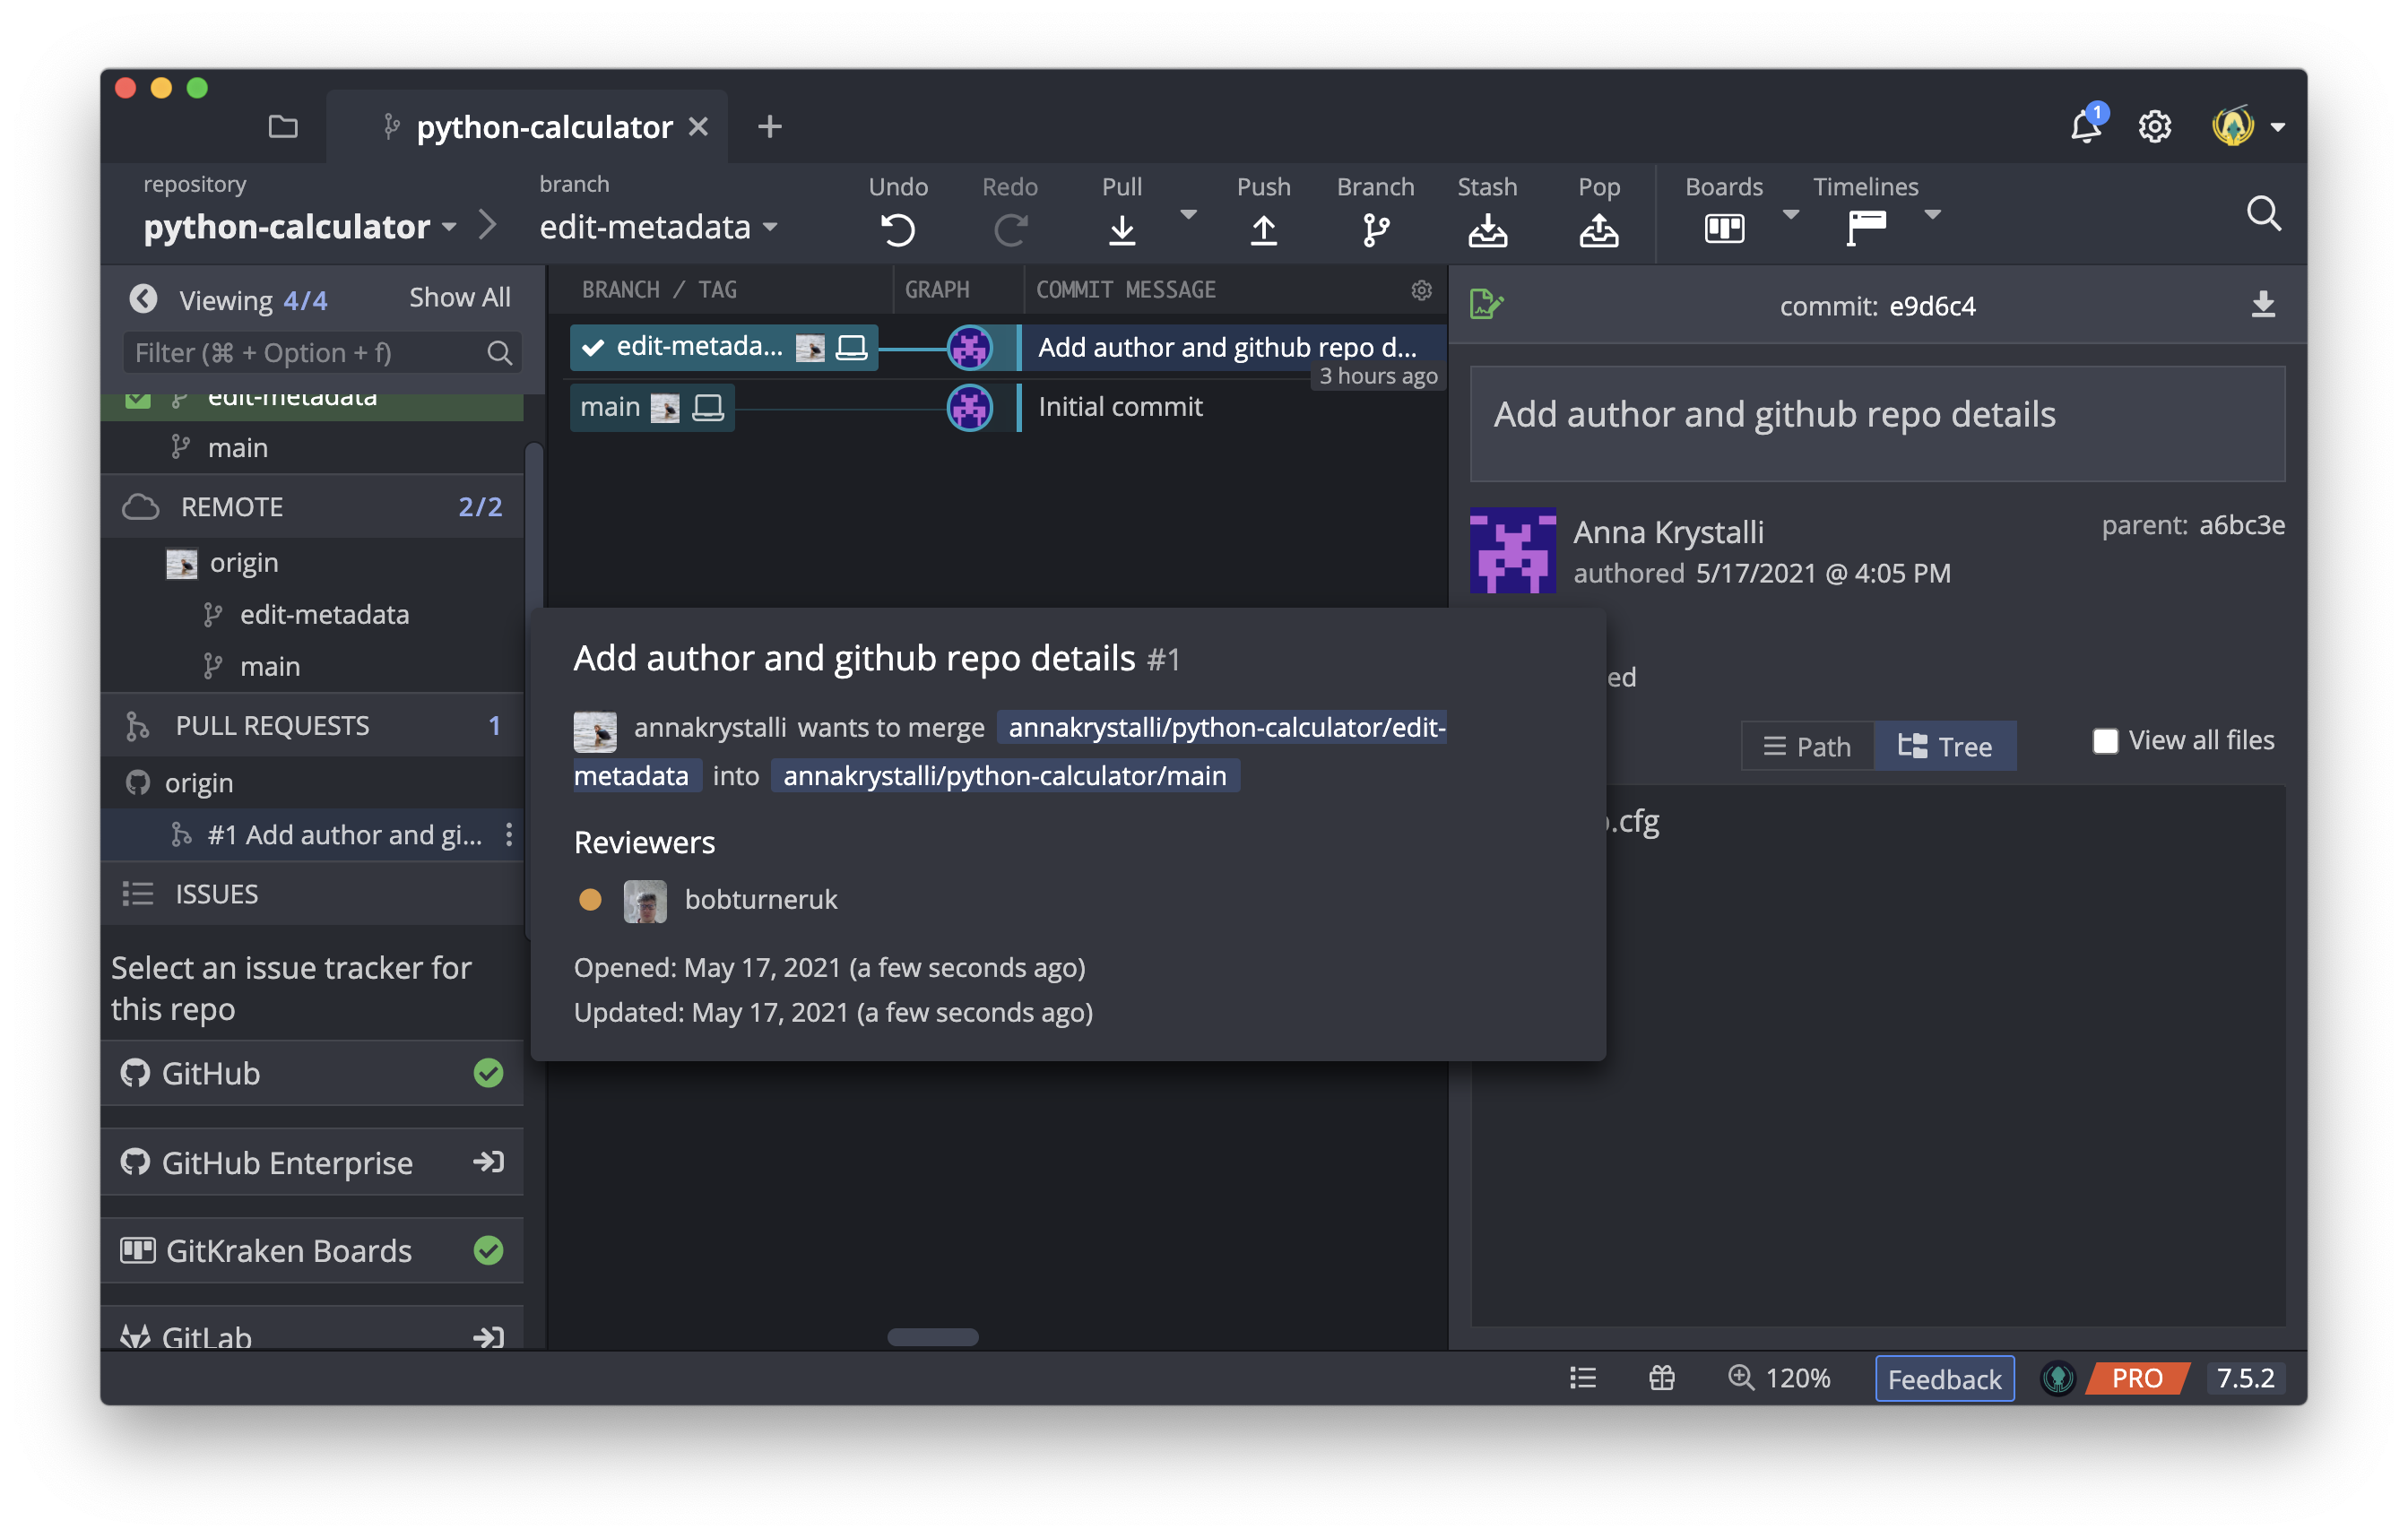 python-calculator
1
repository
python-calculator
branch
edit-metadata
Undo
Redo
Pull
Push
Branch
Stash
Pop
Boards
Timelines
Viewing 4/4
Show All
Filter (⌘ + Option + f)
edit-metadata
main
REMOTE 2/2
origin
edit-metadata
main
PULL REQUESTS 1
origin
#1 Add author and gi...
ISSUES
Select an issue tracker for
this repo
GitHub
GitHub Enterprise
GitKraken Boards
GitLab
BRANCH / TAG
GRAPH
COMMIT MESSAGE
edit-metada...
Add author and github repo d...
3 hours ago
main
Initial commit
commit: e9d6c4
Add author and github repo details
Anna Krystalli
authored 5/17/2021 @ 4:05 PM
parent: a6bc3e
ed
Path
Tree
View all files
.cfg
Add author and github repo details #1
annakrystalli wants to merge annakrystalli/python-calculator/edit-
metadata into annakrystalli/python-calculator/main
Reviewers
bobturneruk
Opened: May 17, 2021 (a few seconds ago)
Updated: May 17, 2021 (a few seconds ago)
120%
Feedback
PRO
7.5.2